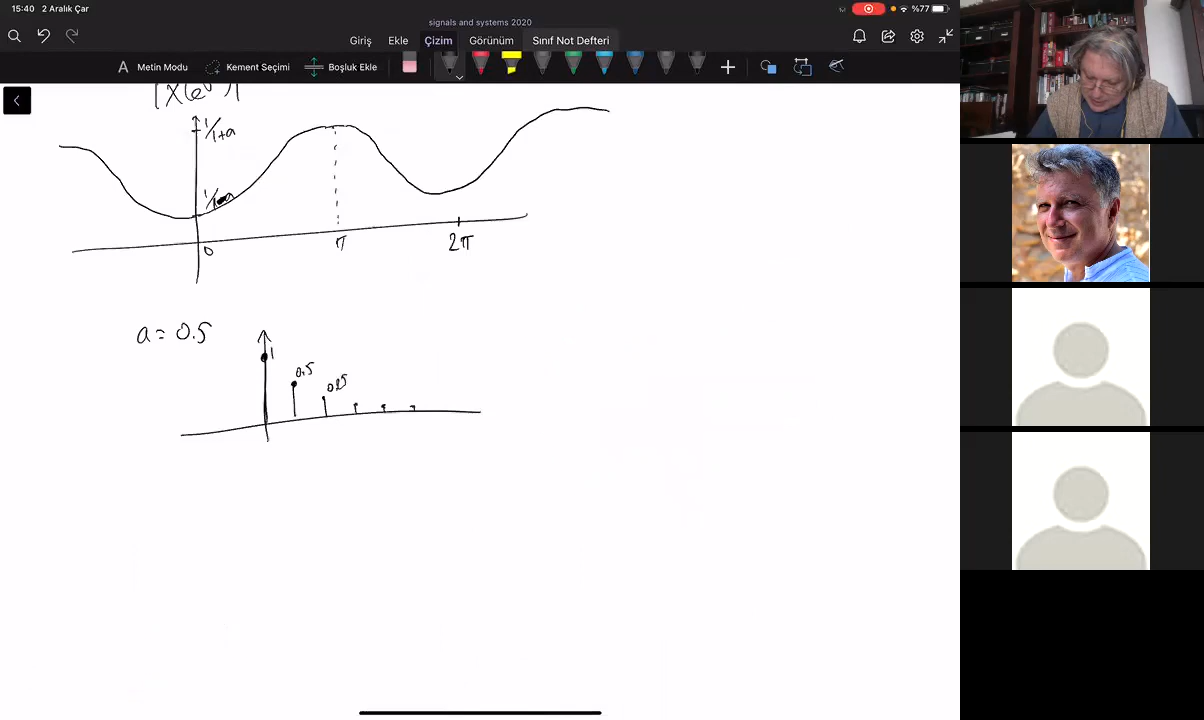 15:40 2 Aralık Çar
signals and systems 2020
%77
Giriş Ekle Çizim Görünüm Sınıf Not Defteri
Metin Modu Kement Seçimi Boşluk Ekle
1/1+a
0 π 2π
a = 0.5
1
0.5
0.25